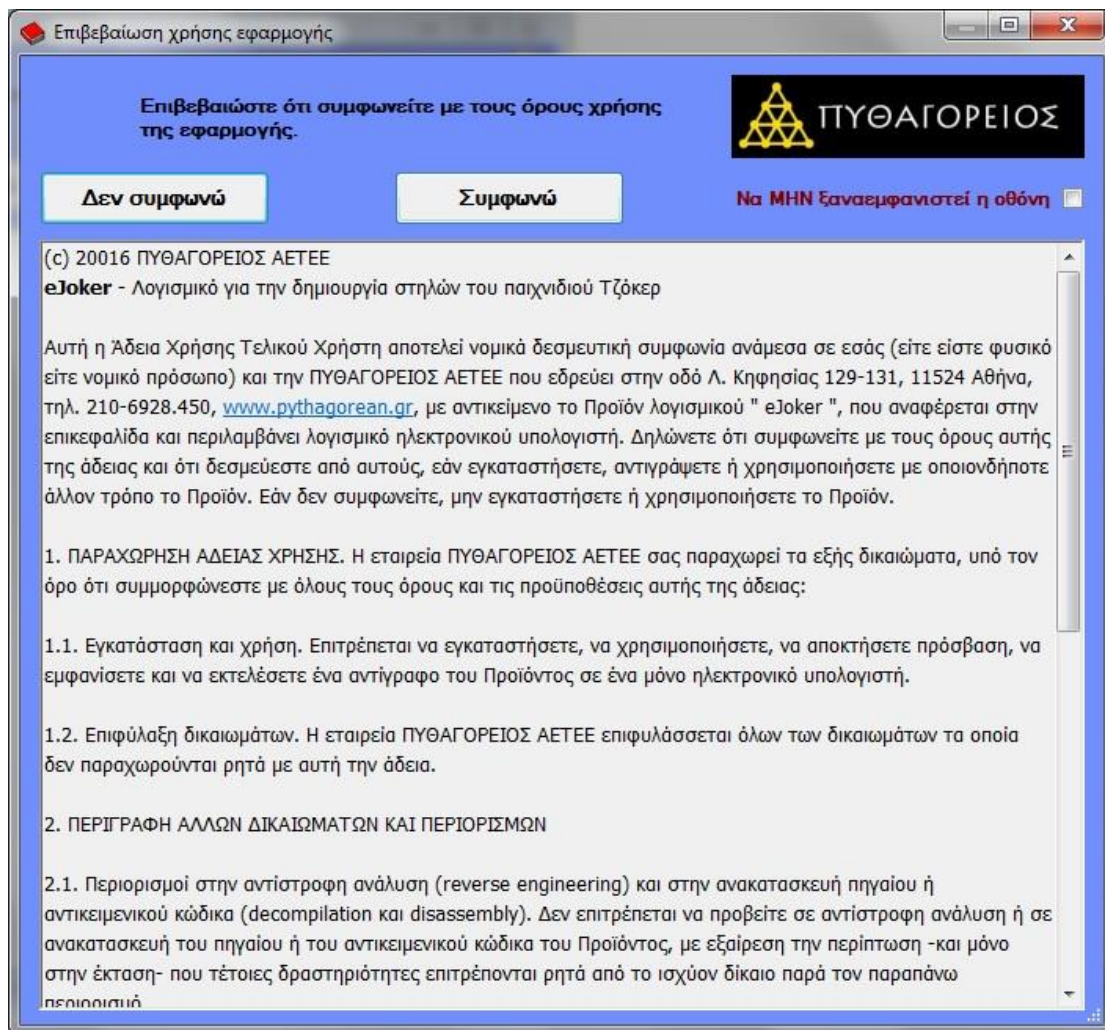 Επιβεβαίωση χρήσης εφαρμογής
Επιβεβαιώστε ότι συμφωνείτε με τους όρους χρήσης
της εφαρμογής.
ΠΥΘΑΓΟΡΕΙΟΣ
Δεν συμφωνώ
Συμφωνώ
Να ΜΗΝ ξαναεμφανιστεί η οθόνη
(c) 20016 ΠΥΘΑΓΟΡΕΙΟΣ ΑΕΤΕΕ
eJoker - Λογισμικό για την δημιουργία στηλών του παιχνιδιού Τζόκερ
Αυτή η Άδεια Χρήσης Τελικού Χρήστη αποτελεί νομικά δεσμευτική συμφωνία ανάμεσα σε εσάς (είτε είστε φυσικό
είτε νομικό πρόσωπο) και την ΠΥΘΑΓΟΡΕΙΟΣ ΑΕΤΕΕ που εδρεύει στην οδό Λ. Κηφησίας 129-131, 11524 Αθήνα,
τηλ. 210-6928.450, www.pythagorean.gr, με αντικείμενο το Προϊόν λογισμικού " eJoker ", που αναφέρεται στην
επικεφαλίδα και περιλαμβάνει λογισμικό ηλεκτρονικού υπολογιστή. Δηλώνετε ότι συμφωνείτε με τους όρους αυτής
της άδειας και ότι δεσμεύεστε από αυτούς, εάν εγκαταστήσετε, αντιγράψετε ή χρησιμοποιήσετε με οποιονδήποτε
άλλον τρόπο το Προϊόν. Εάν δεν συμφωνείτε, μην εγκαταστήσετε ή χρησιμοποιήσετε το Προϊόν.
1. ΠΑΡΑΧΩΡΗΣΗ ΑΔΕΙΑΣ ΧΡΗΣΗΣ. Η εταιρεία ΠΥΘΑΓΟΡΕΙΟΣ ΑΕΤΕΕ σας παραχωρεί τα εξής δικαιώματα, υπό τον
όρο ότι συμμορφώνεστε με όλους τους όρους και τις προϋποθέσεις αυτής της άδειας:
1.1. Εγκατάσταση και χρήση. Επιτρέπεται να εγκαταστήσετε, να χρησιμοποιήσετε, να αποκτήσετε πρόσβαση, να
εμφανίσετε και να εκτελέσετε ένα αντίγραφο του Προϊόντος σε ένα μόνο ηλεκτρονικό υπολογιστή.
1.2. Επιφύλαξη δικαιωμάτων. Η εταιρεία ΠΥΘΑΓΟΡΕΙΟΣ ΑΕΤΕΕ επιφυλάσσεται όλων των δικαιωμάτων τα οποία
δεν παραχωρούνται ρητά με αυτή την άδεια.
2. ΠΕΡΙΓΡΑΦΗ ΑΛΛΩΝ ΔΙΚΑΙΩΜΑΤΩΝ ΚΑΙ ΠΕΡΙΟΡΙΣΜΩΝ
2.1. Περιορισμοί στην αντίστροφη ανάλυση (reverse engineering) και στην ανακατασκευή πηγαίου ή
αντικειμενικού κώδικα (decompilation και disassembly). Δεν επιτρέπεται να προβείτε σε αντίστροφη ανάλυση ή σε
ανακατασκευή του πηγαίου ή του αντικειμενικού κώδικα του Προϊόντος, με εξαίρεση την περίπτωση -και μόνο
στην έκταση- που τέτοιες δραστηριότητες επιτρέπονται ρητά από το ισχύον δίκαιο παρά τον παραπάνω
περιορισμό